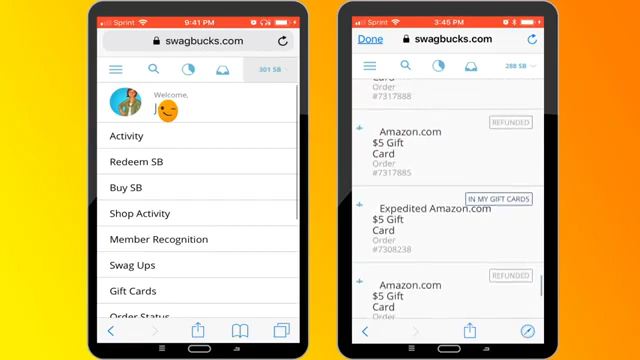 Sprint 9:41 PM
swagbucks.com
301 SB
Welcome,
J
Activity
Redeem SB
Buy SB
Shop Activity
Member Recognition
Swag Ups
Gift Cards
Order Status
Sprint 3:45 PM
Done swagbucks.com
288 SB
Card
Order
#7317888
REFUNDED
Amazon.com
$5 Gift
Card
Order
#7317885
IN MY GIFT CARDS
Expedited Amazon.com
$5 Gift
Card
Order
#7308238
REFUNDED
Amazon.com
$5 Gift
Card
Order